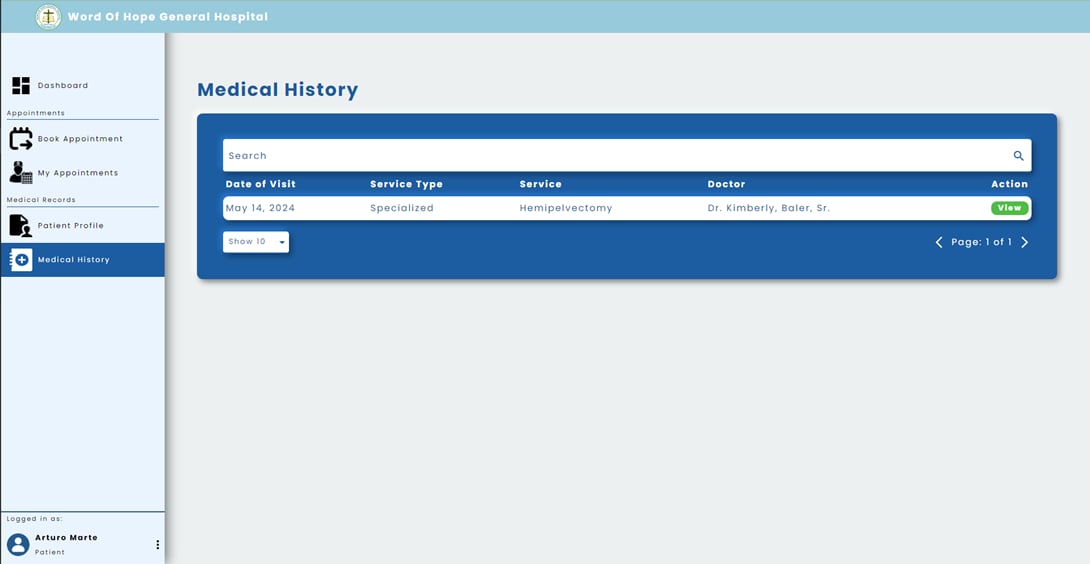 Word Of Hope General Hospital
Dashboard
Appointments
Book Appointment
My Appointments
Medical Records
Patient Profile
Medical History
Logged in as:
Arturo Marte
Patient
Medical History
Search
Date of Visit Service Type Service Doctor Action
May 14, 2024 Specialized Hemipelvectomy Dr. Kimberly, Baler, Sr. View
Show 10 Page: 1 of 1